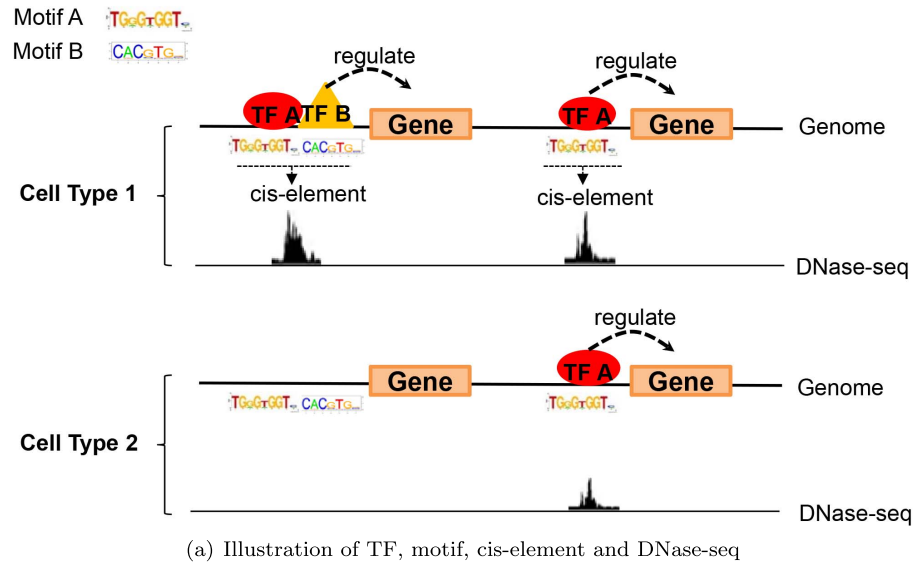 Motif A TGGGTGGT
Motif B CACGTG
regulate regulate
TF A TF B Gene TF A Gene Genome
TGGGTGGT CACGTG TGGGTGGT
cis-element cis-element
Cell Type 1
DNase-seq
regulate
TF A
Gene Gene Genome
TGGGTGGT CACGTG TGGGTGGT
Cell Type 2
DNase-seq
(a) Illustration of TF, motif, cis-element and DNase-seq